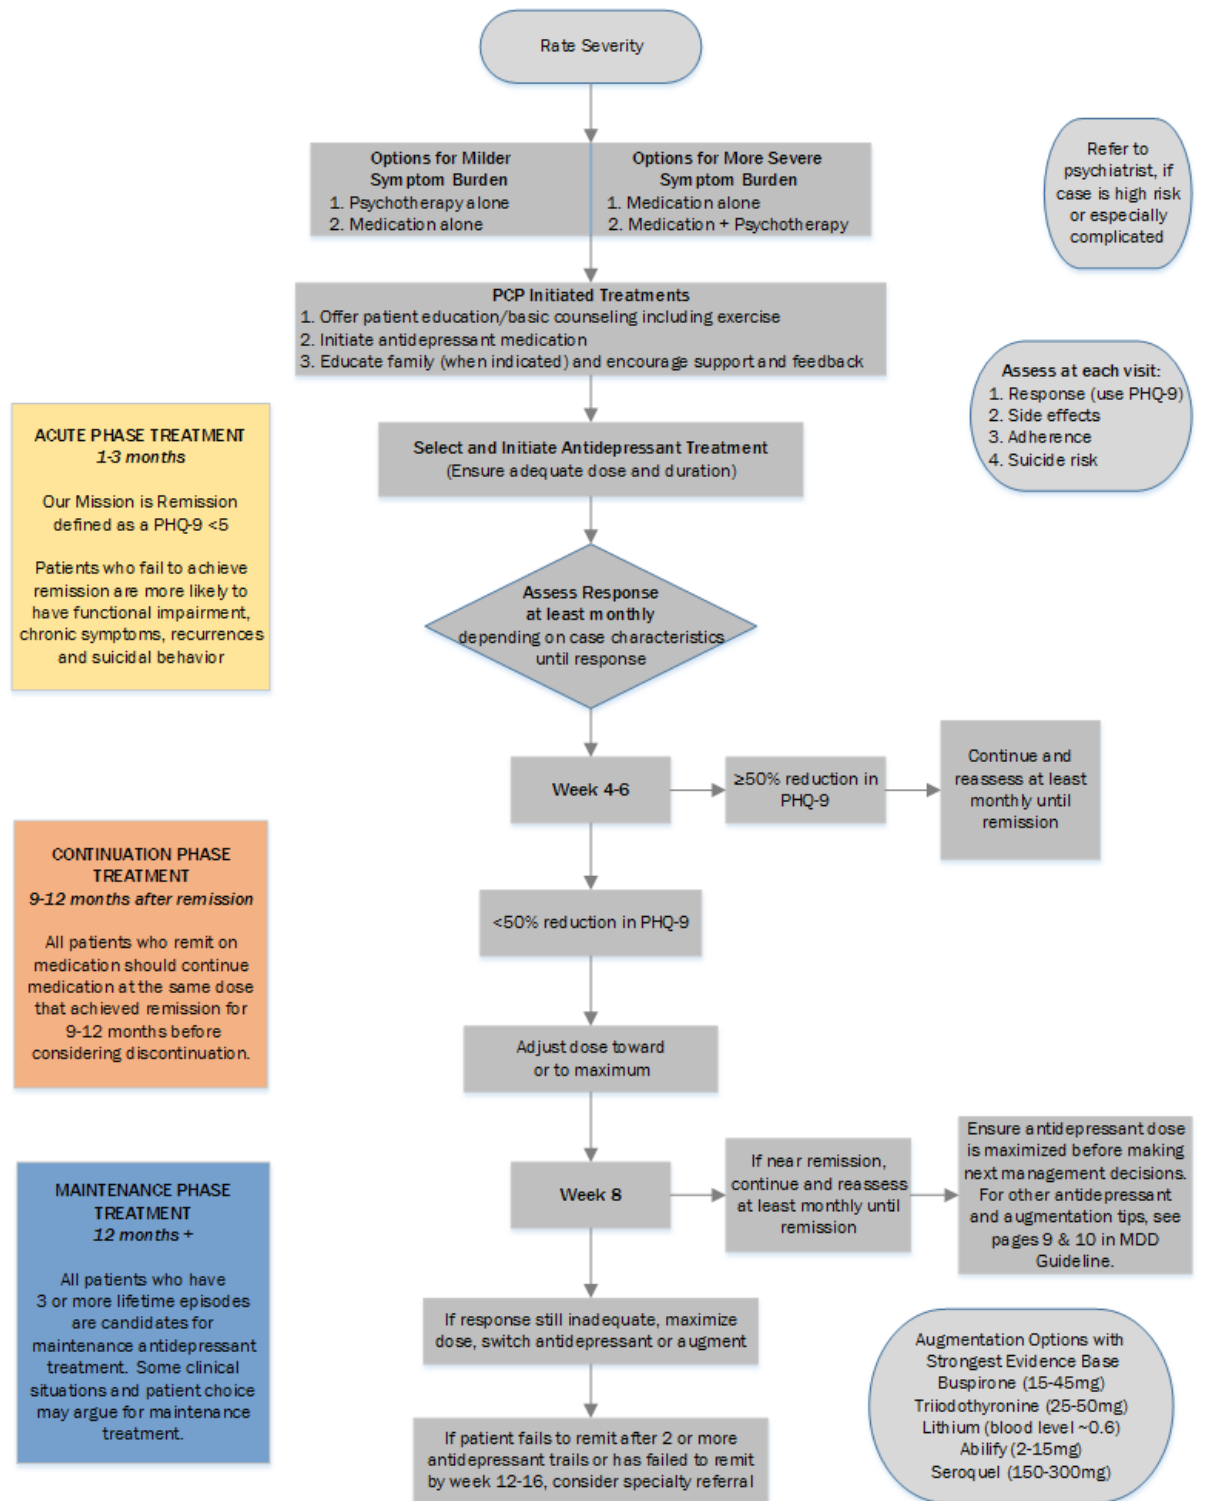 Rate Severity
Options for Milder
Symptom Burden
1. Psychotherapy alone
2. Medication alone
Options for More Severe
Symptom Burden
1. Medication alone
2. Medication + Psychotherapy
Refer to
psychiatrist, if
case is high risk
or especially
complicated
PCP Initiated Treatments
1. Offer patient education/basic counseling including exercise
2. Initiate antidepressant medication
3. Educate family (when indicated) and encourage support and feedback
Assess at each visit:
1. Response (use PHQ-9)
2. Side effects
3. Adherence
4. Suicide risk
ACUTE PHASE TREATMENT
1-3 months
Our Mission is Remission
defined as a PHQ-9 <5
Patients who fail to achieve
remission are more likely to
have functional impairment,
chronic symptoms, recurrences
and suicidal behavior
Select and Initiate Antidepressant Treatment
(Ensure adequate dose and duration)
Assess Response
at least monthly
depending on case characteristics
until response
Week 4-6
≥50% reduction in
PHQ-9
Continue and
reassess at least
monthly until
remission
CONTINUATION PHASE
TREATMENT
9-12 months after remission
All patients who remit on
medication should continue
medication at the same dose
that achieved remission for
9-12 months before
considering discontinuation.
<50% reduction in PHQ-9
Adjust dose toward
or to maximum
Week 8
If near remission,
continue and reassess
at least monthly until
remission
Ensure antidepressant dose
is maximized before making
next management decisions.
For other antidepressant
and augmentation tips, see
pages 9 & 10 in MDD
Guideline.
MAINTENANCE PHASE
TREATMENT
12 months +
All patients who have
3 or more lifetime episodes
are candidates for
maintenance antidepressant
treatment. Some clinical
situations and patient choice
may argue for maintenance
treatment.
If response still inadequate, maximize
dose, switch antidepressant or augment
If patient fails to remit after 2 or more
antidepressant trails or has failed to remit
by week 12-16, consider specialty referral
Augmentation Options with
Strongest Evidence Base
Buspirone (15-45mg)
Triiodothyronine (25-50mg)
Lithium (blood level ~0.6)
Abilify (2-15mg)
Seroquel (150-300mg)